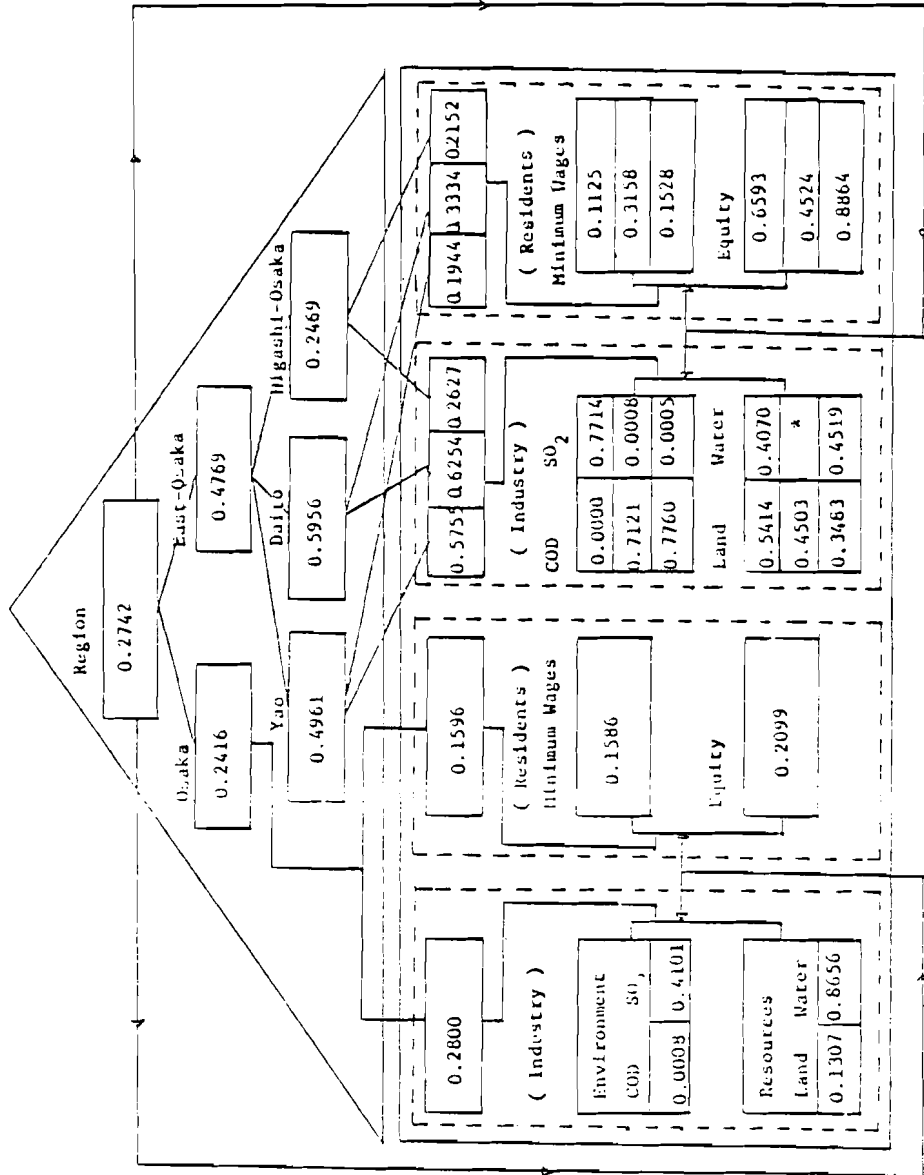 Region
0.2742
Osaka
East-Osaka
0.2416
0.4769
Yao
Daito
Higashi-Osaka
0.4961
0.5956
0.2469
0.2800
0.1596
0.5755 0.6254 0.2627
0.1944 0.3334 0.2152
( Industry )
( Residents )
( Industry )
( Residents )
Environment
Minimum Wages
COD SO2
Minimum Wages
COD SO2
0.0008 0.4101
0.1586
0.0000 0.7714
0.7121 0.0008
0.7760 0.0005
0.1125
0.3158
0.1528
Resources
Equity
Land Water
Equity
Land Water
0.1307 0.8656
0.2099
0.5414 0.4070
0.4503 *
0.3483 0.4519
0.6593
0.4524
0.8864